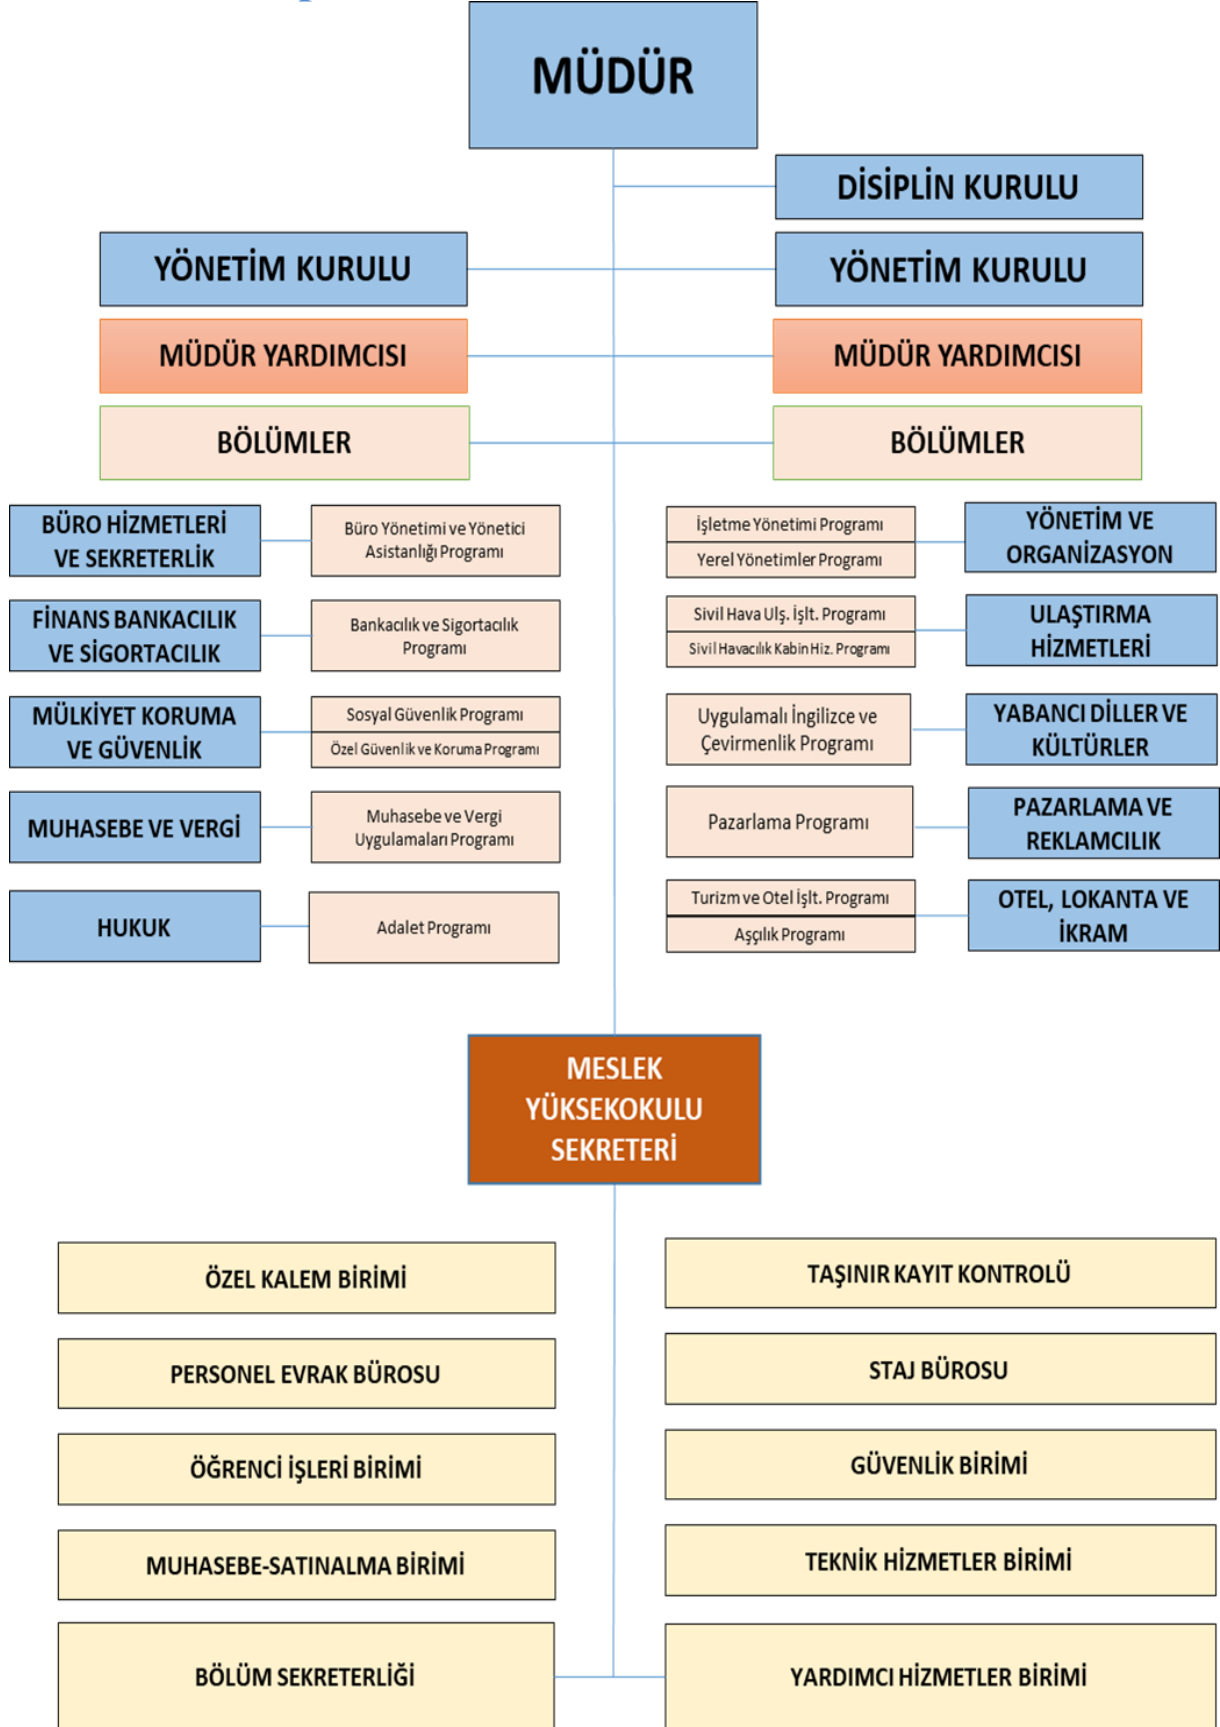 MÜDÜR
DİSİPLİN KURULU
YÖNETİM KURULU
YÖNETİM KURULU
MÜDÜR YARDIMCISI
MÜDÜR YARDIMCISI
BÖLÜMLER
BÖLÜMLER
BÜRO HİZMETLERİ
VE SEKRETERLİK
Büro Yönetimi ve Yönetici
Asistanlığı Programı
FİNANS BANKACILIK
VE SİGORTACILIK
Bankacılık ve Sigortacılık
Programı
MÜLKİYET KORUMA
VE GÜVENLİK
Sosyal Güvenlik Programı
Özel Güvenlik ve Koruma Programı
MUHASEBE VE VERGİ
Muhasebe ve Vergi
Uygulamaları Programı
HUKUK
Adalet Programı
İşletme Yönetimi Programı
Yerel Yönetimler Programı
YÖNETİM VE
ORGANİZASYON
Sivil Hava Ulş. İşlt. Programı
Sivil Havacılık Kabin Hiz. Programı
ULAŞTIRMA
HİZMETLERİ
Uygulamalı İngilizce ve
Çevirmenlik Programı
YABANCI DİLLER VE
KÜLTÜRLER
Pazarlama Programı
PAZARLAMA VE
REKLAMCILIK
Turizm ve Otel İşlt. Programı
Aşçılık Programı
OTEL, LOKANTA VE
İKRAM
MESLEK
YÜKSEKOKULU
SEKRETERİ
ÖZEL KALEM BİRİMİ
PERSONEL EVRAK BÜROSU
ÖĞRENCİ İŞLERİ BİRİMİ
MUHASEBE-SATINALMA BİRİMİ
BÖLÜM SEKRETERLİĞİ
TAŞINIR KAYIT KONTROLÜ
STAJ BÜROSU
GÜVENLİK BİRİMİ
TEKNİK HİZMETLER BİRİMİ
YARDIMCI HİZMETLER BİRİMİ